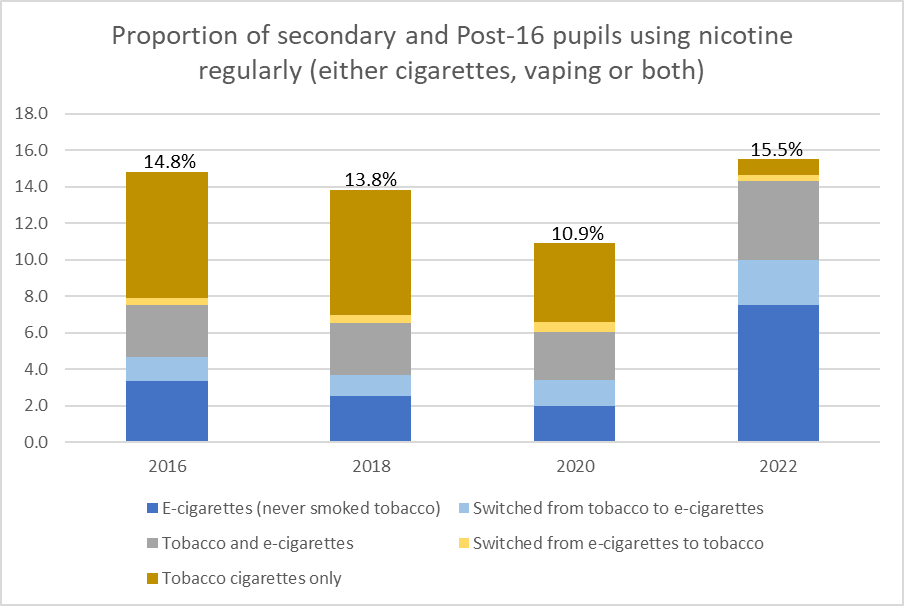 Proportion of secondary and Post-16 pupils using nicotine
regularly (either cigarettes, vaping or both)
18.0
16.0
14.0
12.0
10.0
8.0
6.0
4.0
2.0
0.0
14.8%
13.8%
10.9%
15.5%
2016
2018
2020
2022
E-cigarettes (never smoked tobacco)
Switched from tobacco to e-cigarettes
Tobacco and e-cigarettes
Switched from e-cigarettes to tobacco
Tobacco cigarettes only